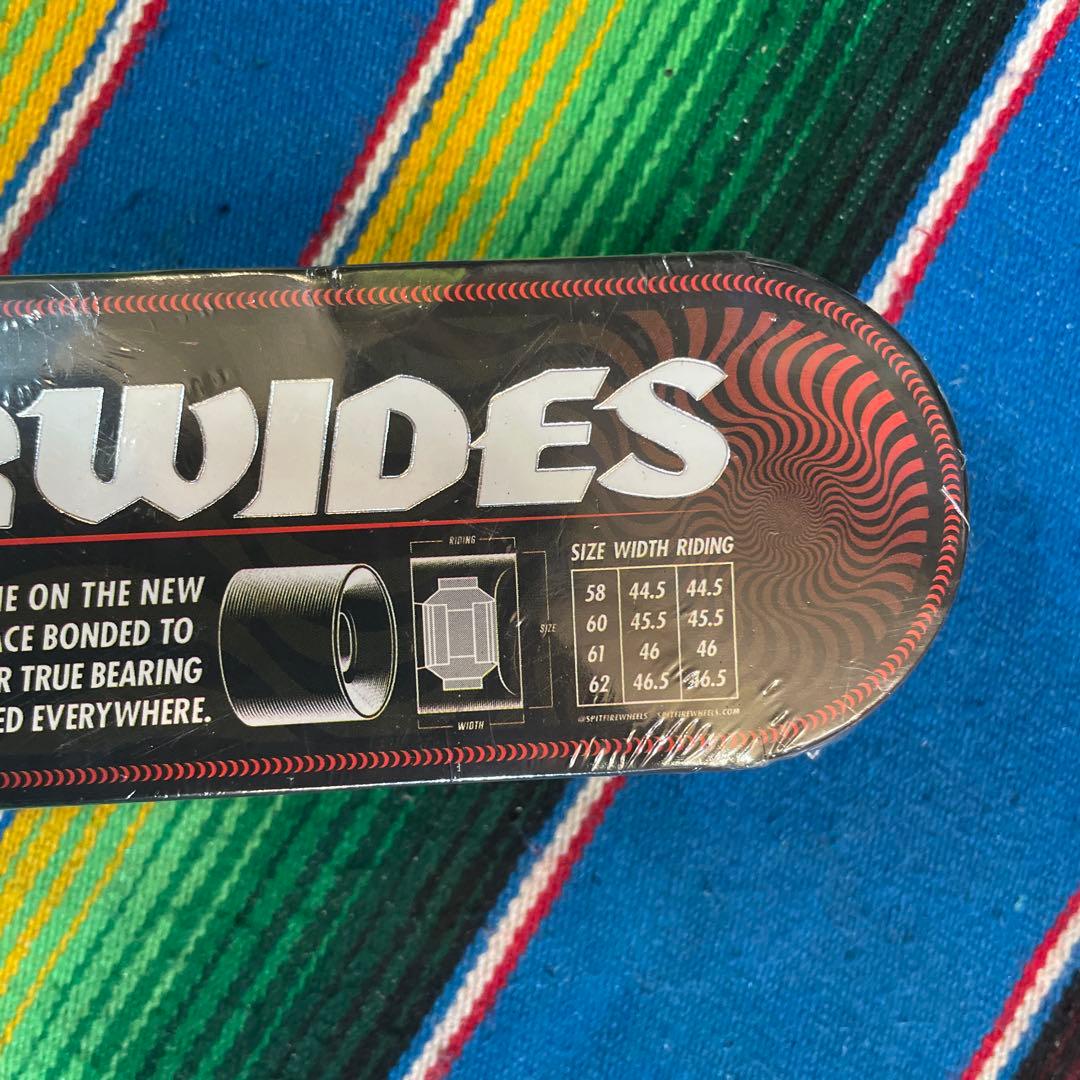 WIDES
E ON THE NEW
ACE BONDED TO
R TRUE BEARING
ED EVERYWHERE.
RIDING
SIZE
WIDTH
SIZE WIDTH RIDING
58 44.5 44.5
60 45.5 45.5
61 46 46
62 46.5 46.5
@SPITFIREWHEELS SPITFIREWHEELS.COM